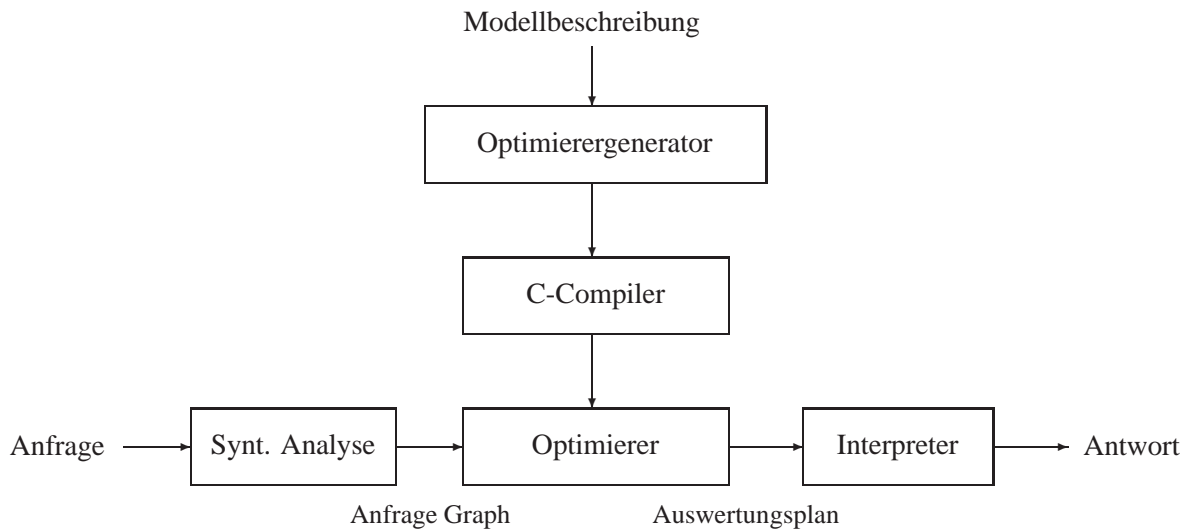 Modellbeschreibung
Optimierergenerator
C-Compiler
Anfrage
Synt. Analyse
Optimierer
Interpreter
Antwort
Anfrage Graph
Auswertungsplan